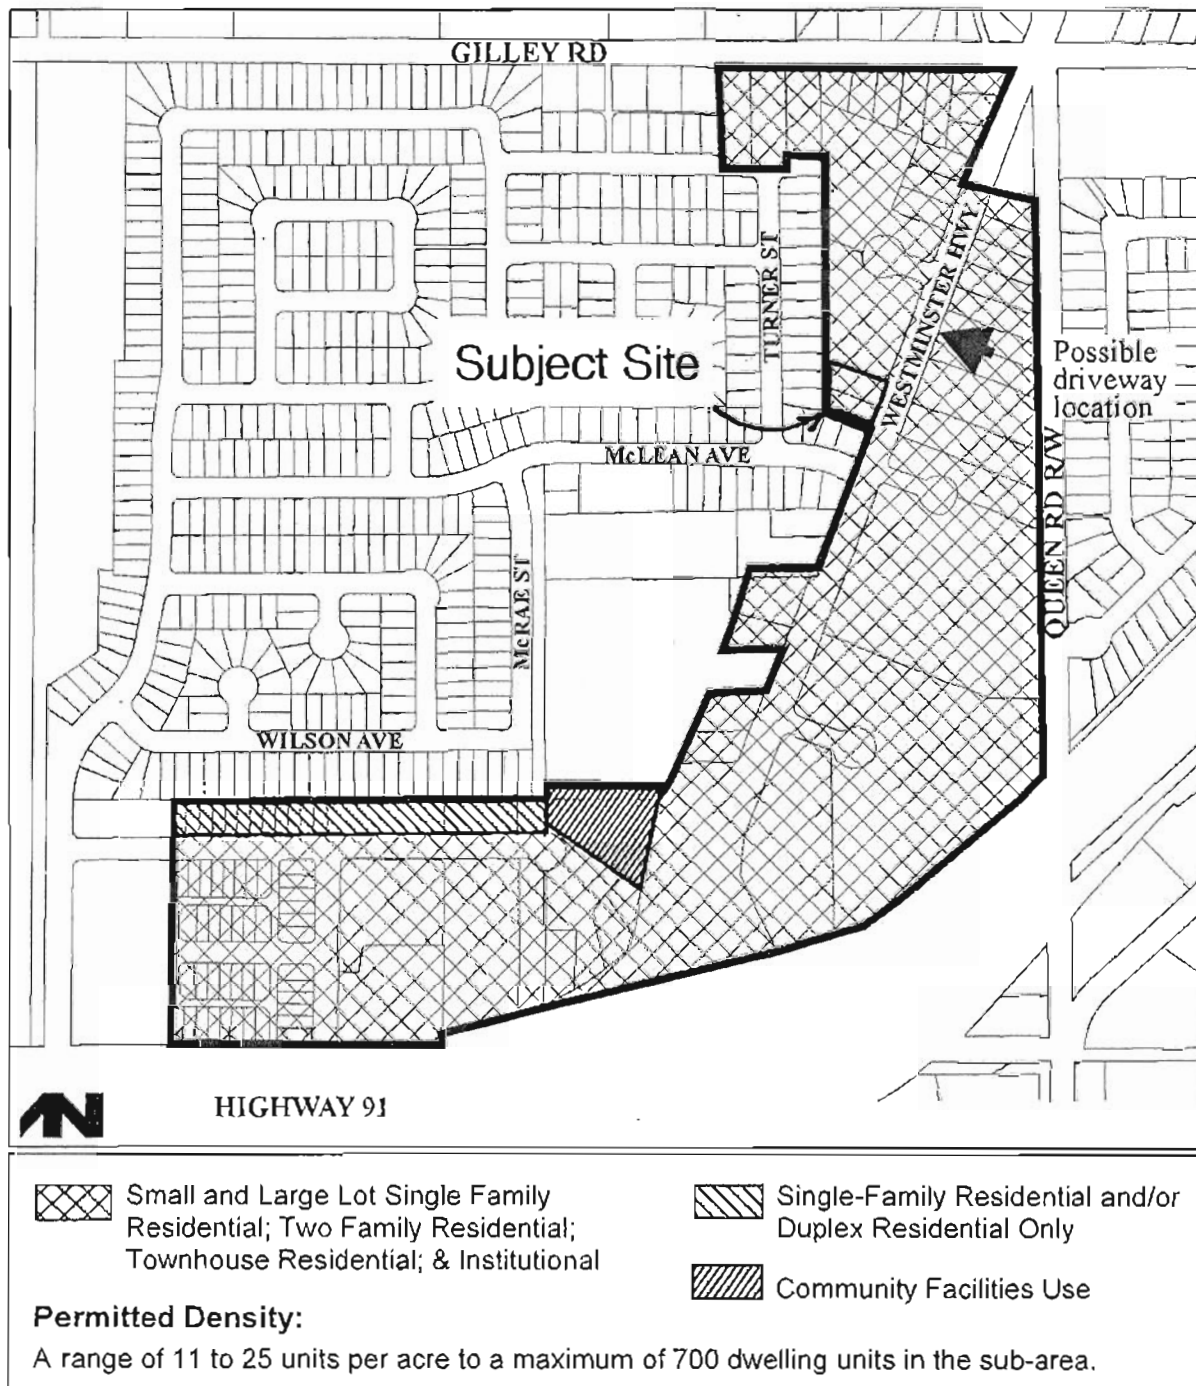 GILLEY RD
TURNER ST
WESTMINSTER HWY
Subject Site
Possible
driveway
location
McLEAN AVE
QUEEN RD R/W
McRAE ST
WILSON AVE
N
HIGHWAY 91
Small and Large Lot Single Family
Residential; Two Family Residential;
Townhouse Residential; & Institutional
Single-Family Residential and/or
Duplex Residential Only
Community Facilities Use
Permitted Density:
A range of 11 to 25 units per acre to a maximum of 700 dwelling units in the sub-area.